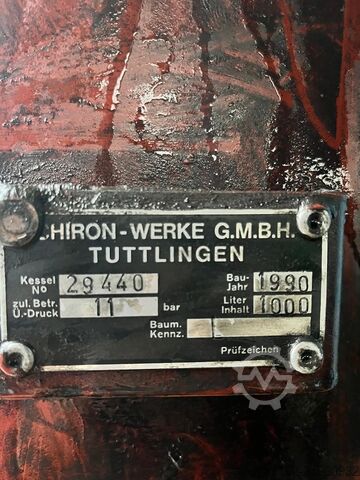 CHIRON-WERKE G.M.B.H.
TUTTLINGEN
Kessel No 29440 Bau-Jahr 1990
zul. Betr. Ü.-Druck 11 bar Liter Inhalt 1000
Baum. Kennz.
Prüfzeichen